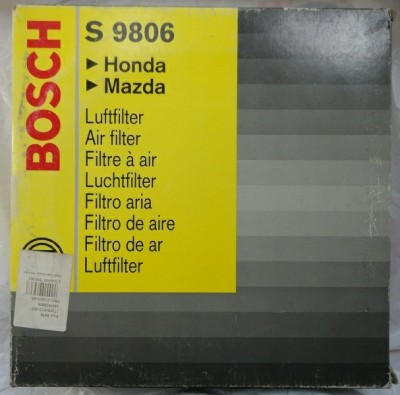 BOSCH
S 9806
► Honda
► Mazda
Luftfilter
Air filter
Filtre à air
Luchtfilter
Filtro aria
Filtro de aire
Filtro de ar
Luftfilter